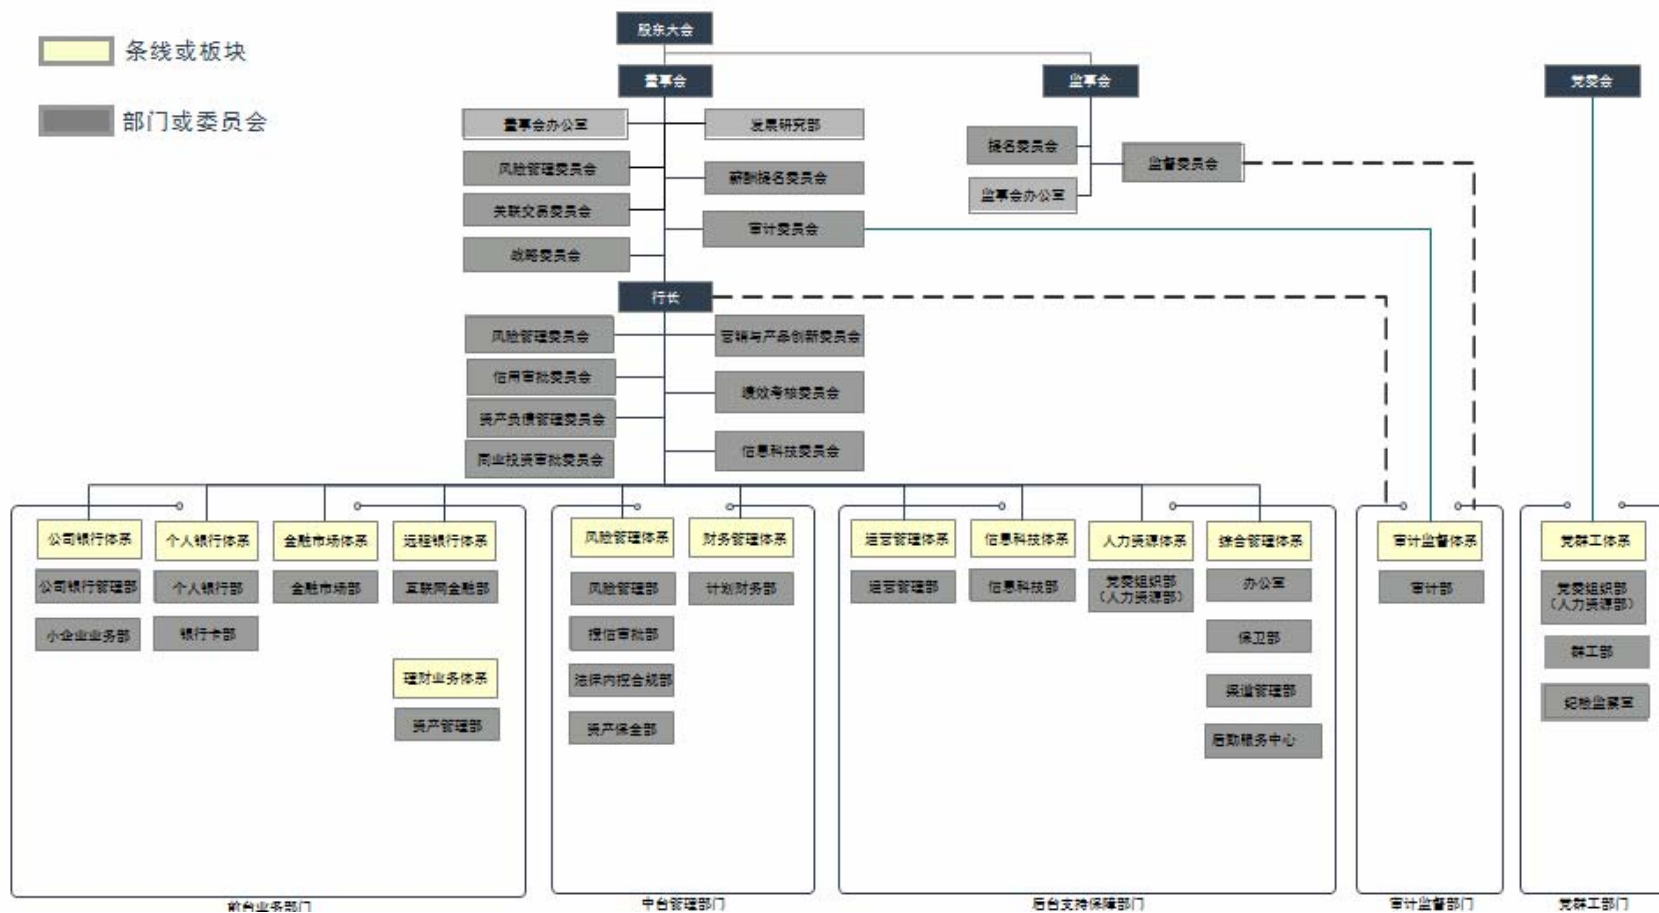 条线或板块
部门或委员会
股东大会
董事会
监事会
党委会
董事会办公室
发展研究部
风险管理委员会
薪酬提名委员会
关联交易委员会
审计委员会
战略委员会
提名委员会
监督委员会
监事会办公室
行长
风险管理委员会
营销与产品创新委员会
信用审批委员会
绩效考核委员会
资产负债管理委员会
信息科技委员会
同业投资审批委员会
公司银行体系
公司银行管理部
小企业业务部
个人银行体系
个人银行部
银行卡部
金融市场体系
金融市场部
远程银行体系
互联网金融部
理财业务体系
资产管理部
前台业务部门
风险管理体系
风险管理部
授信审批部
法律内控合规部
资产保全部
财务管理体系
计划财务部
中台管理部门
运营管理体系
运营管理部
信息科技体系
信息科技部
人力资源体系
党委组织部
（人力资源部）
综合管理体系
办公室
保卫部
渠道管理部
后勤服务中心
后台支持保障部门
审计监督体系
审计部
审计监督部门
党群工体系
党委组织部
（人力资源部）
群工部
纪检监察室
党群工部门